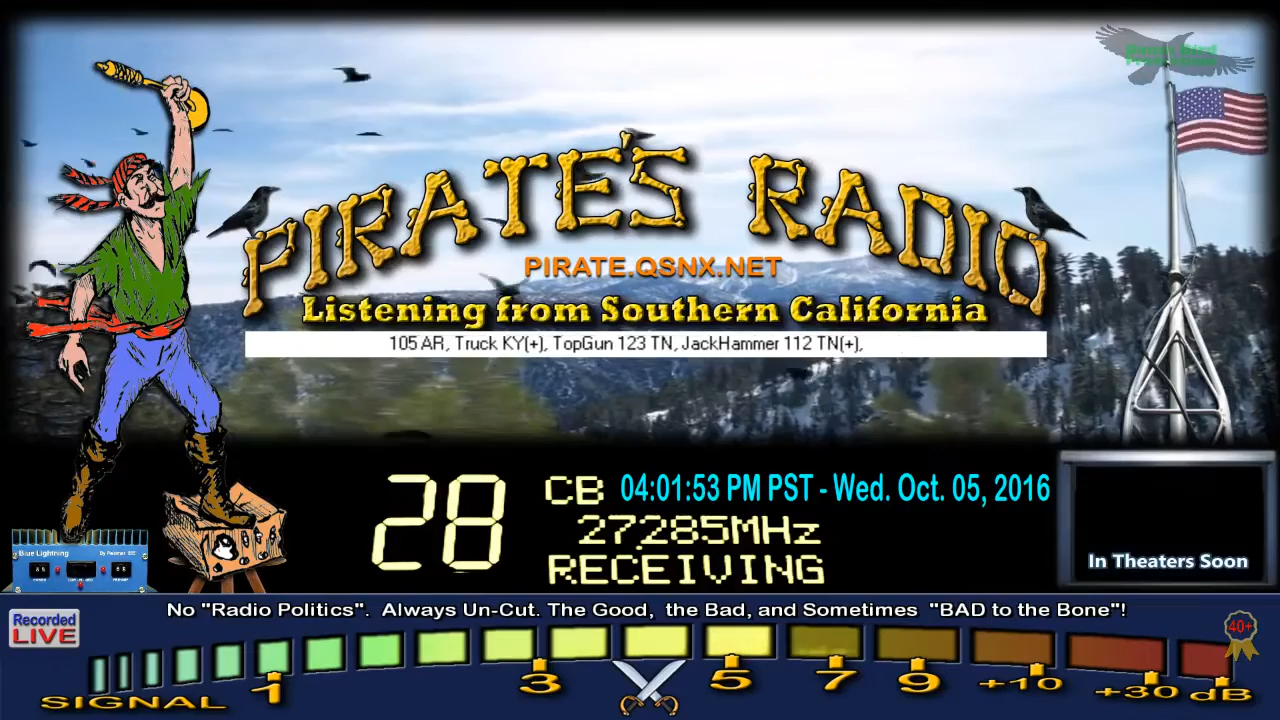 PIRATE'S RADIO
PIRATE.QSNX.NET
Listening from Southern California
105 AR, Truck KY(+), TopGun 123 TN, JackHammer 112 TN(+),
28
CB
04:01:53 PM PST - Wed. Oct. 05, 2016
27.285MHz
RECEIVING
In Theaters Soon
Blue Lightning
No "Radio Politics". Always Un-Cut. The Good, the Bad, and Sometimes "BAD to the Bone"!
Recorded
LIVE
40+
SIGNAL 1 3 5 7 9 +10 +30 dB